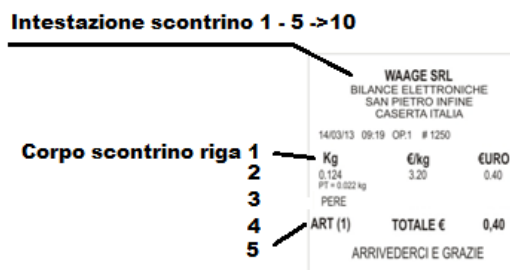 Intestazione scontrino 1 - 5 ->10
WAAGE SRL
BILANCE ELETTRONICHE
SAN PIETRO INFINE
CASERTA ITALIA
14/03/13 09:19 OP.1 # 1250
Corpo scontrino riga 1
Kg €/kg €URO
2
0.124 3.20 0.40
PT = 0.022 kg
3
PERE
4
ART (1) TOTALE € 0,40
5
ARRIVEDERCI E GRAZIE